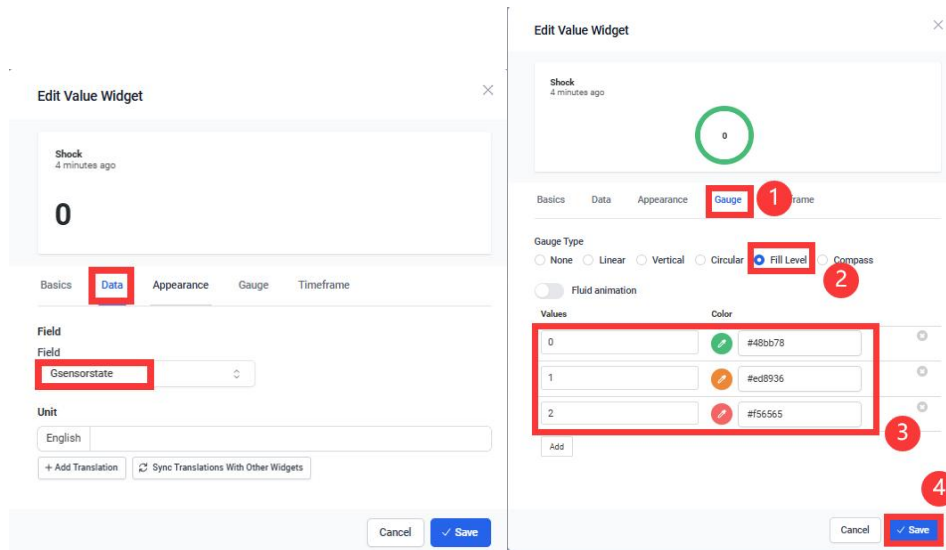 Edit Value Widget
Shock
4 minutes ago
0
Basics Data Appearance Gauge Timeframe
Field
Field
Gsensorstate
Unit
English
+ Add Translation Sync Translations With Other Widgets
Cancel Save
Edit Value Widget
Shock
4 minutes ago
0
Basics Data Appearance Gauge 1 rame
Gauge Type
None Linear Vertical Circular Fill Level Compass
2
Fluid animation
Values Color
0 #48bb78
1 #ed8936
2 #f56565
3
Add
4
Cancel Save